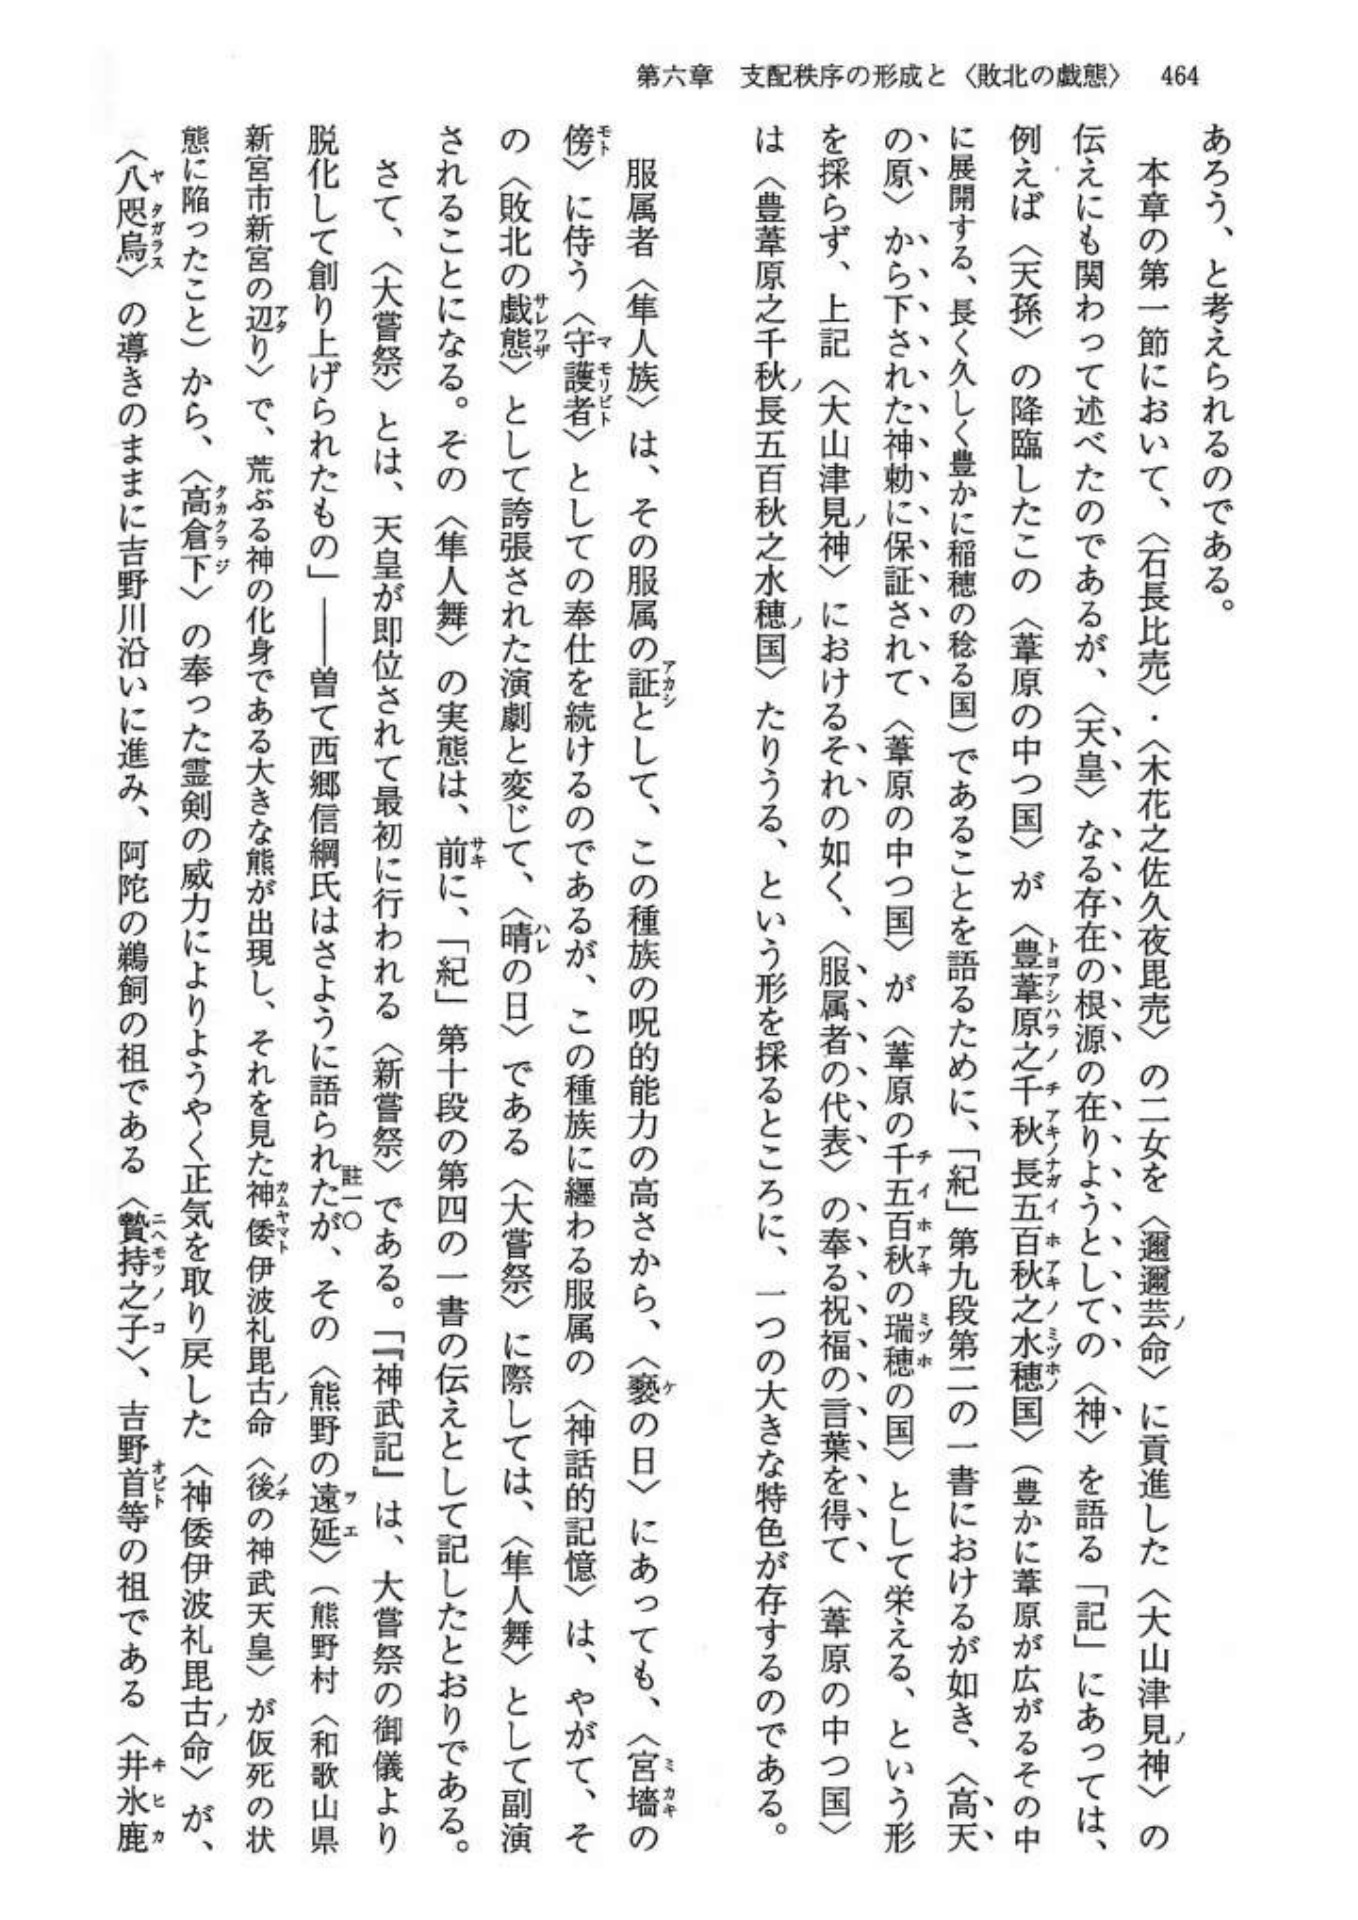 第六章　支配秩序の形成と〈敗北の戯態〉　464
あろう、と考えられるのである。
　本章の第一節において、〈石長比売〉・〈木花之佐久夜毘売〉の二女を〈邇邇芸ノ命〉に貢進した〈大山津見ノ神〉の
伝えにも関わって述べたのであるが、〈天皇〉なる存在の根源の在りようとしての〈神〉を語る「記」にあっては、
例えば〈天孫〉の降臨したこの〈葦原の中つ国〉が〈豊葦原之千秋長五百秋之水穂国〉（豊かに葦原が広がるその中
に展開する、長く久しく豊かに稲穂の稔る国）であることを語るために、「紀」第九段第二の一書におけるが如き、〈高天
の原〉から下された神勅に保証されて〈葦原の中つ国〉が〈葦原の千五百秋の瑞穂の国〉として栄える、という形
を採らず、上記〈大山津見ノ神〉におけるそれの如く、〈服属者の代表〉の奉る祝福の言葉を得て〈葦原の中つ国〉
は〈豊葦原之千秋ノ長五百秋之水穂ノ国〉たりうる、という形を採るところに、一つの大きな特色が存するのである。
　服属者〈隼人族〉は、その服属の証として、この種族の呪的能力の高さから、〈褻の日〉にあっても、〈宮墻の
傍〉に侍う〈守護者〉としての奉仕を続けるのであるが、この種族に纏わる服属の〈神話的記憶〉は、やがて、そ
の〈敗北の戯態〉として誇張された演劇と変じて、〈晴の日〉である〈大嘗祭〉に際しては、〈隼人舞〉として副演
されることになる。その〈隼人舞〉の実態は、前に、「紀」第十段の第四の一書の伝えとして記したとおりである。
　さて、〈大嘗祭〉とは、天皇が即位されて最初に行われる〈新嘗祭〉である。「『神武記』は、大嘗祭の御儀より
脱化して創り上げられたもの」――曽て西郷信綱氏はさように語られたが、註一〇その〈熊野の遠延〉（熊野村〈和歌山県
新宮市新宮の辺り〉で、荒ぶる神の化身である大きな熊が出現し、それを見た神倭伊波礼毘古ノ命〈後の神武天皇〉が仮死の状
態に陥ったこと）から、〈高倉下〉の奉った霊剣の威力によりようやく正気を取り戻した〈神倭伊波礼毘古ノ命〉が、
〈八咫烏〉の導きのままに吉野川沿いに進み、阿陀の鵜飼の祖である〈贄持之子〉、吉野首等の祖である〈井氷鹿